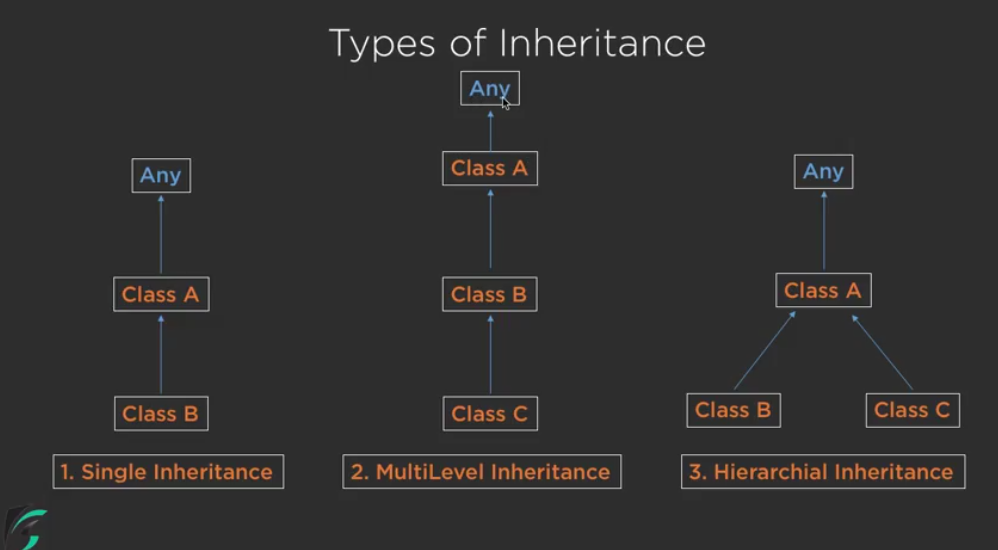 Types of Inheritance
Any
Class A
Class B
1. Single Inheritance
Any
Class A
Class B
Class C
2. MultiLevel Inheritance
Any
Class A
Class B
Class C
3. Hierarchial Inheritance